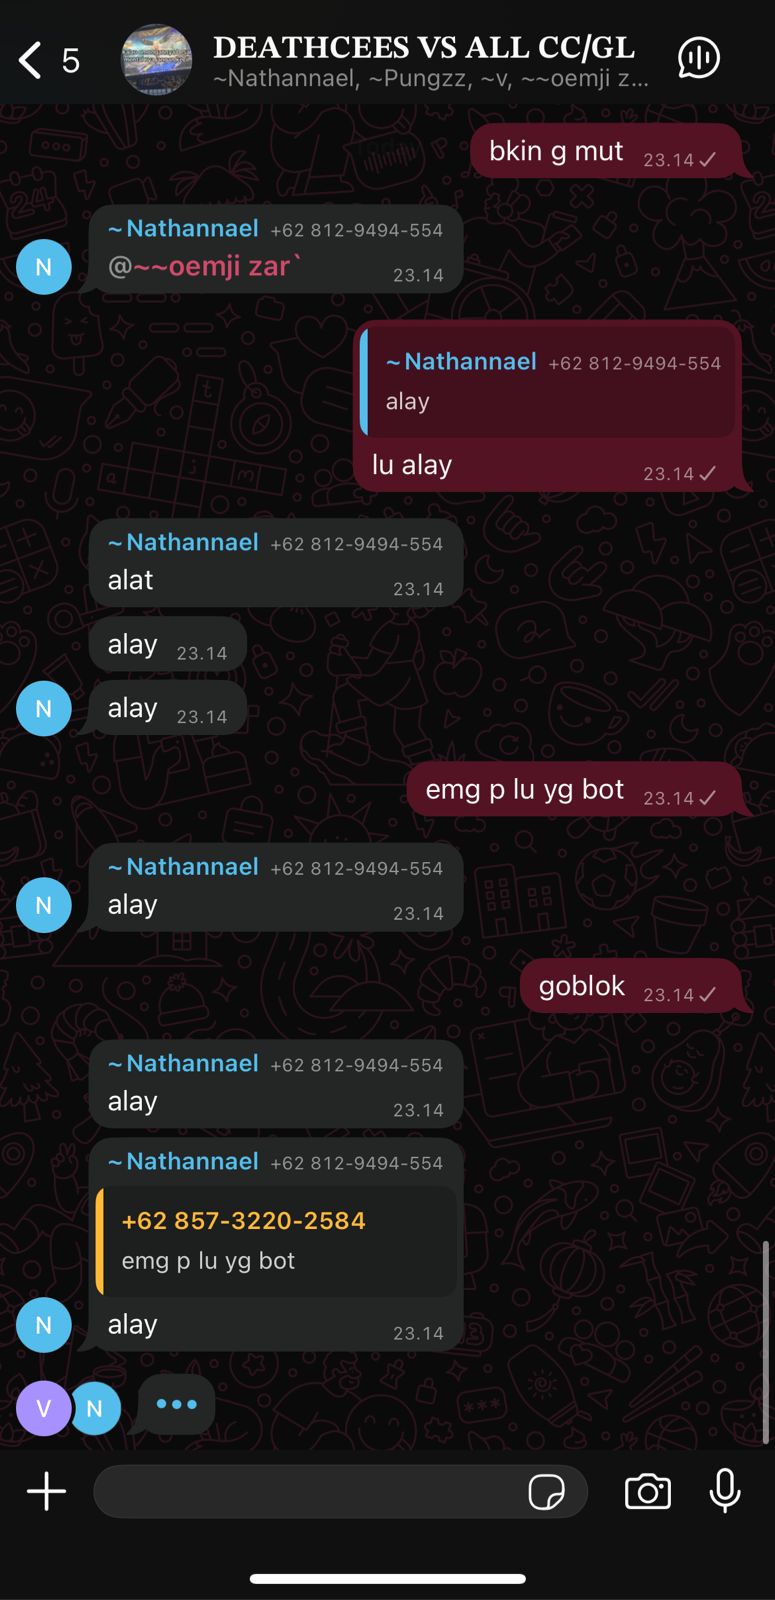 5
DEATHCEES VS ALL CC/GL
~Nathannael, ~Pungzz, ~v, ~~oemji z...
bkin g mut 23.14
~Nathannael +62 812-9494-554
@~~oemji zar` 23.14
N
~Nathannael +62 812-9494-554
alay
lu alay 23.14
~Nathannael +62 812-9494-554
alat 23.14
alay 23.14
N
alay 23.14
emg p lu yg bot 23.14
~Nathannael +62 812-9494-554
N
alay 23.14
goblok 23.14
~Nathannael +62 812-9494-554
alay 23.14
~Nathannael +62 812-9494-554
+62 857-3220-2584
emg p lu yg bot
N
alay 23.14
V N